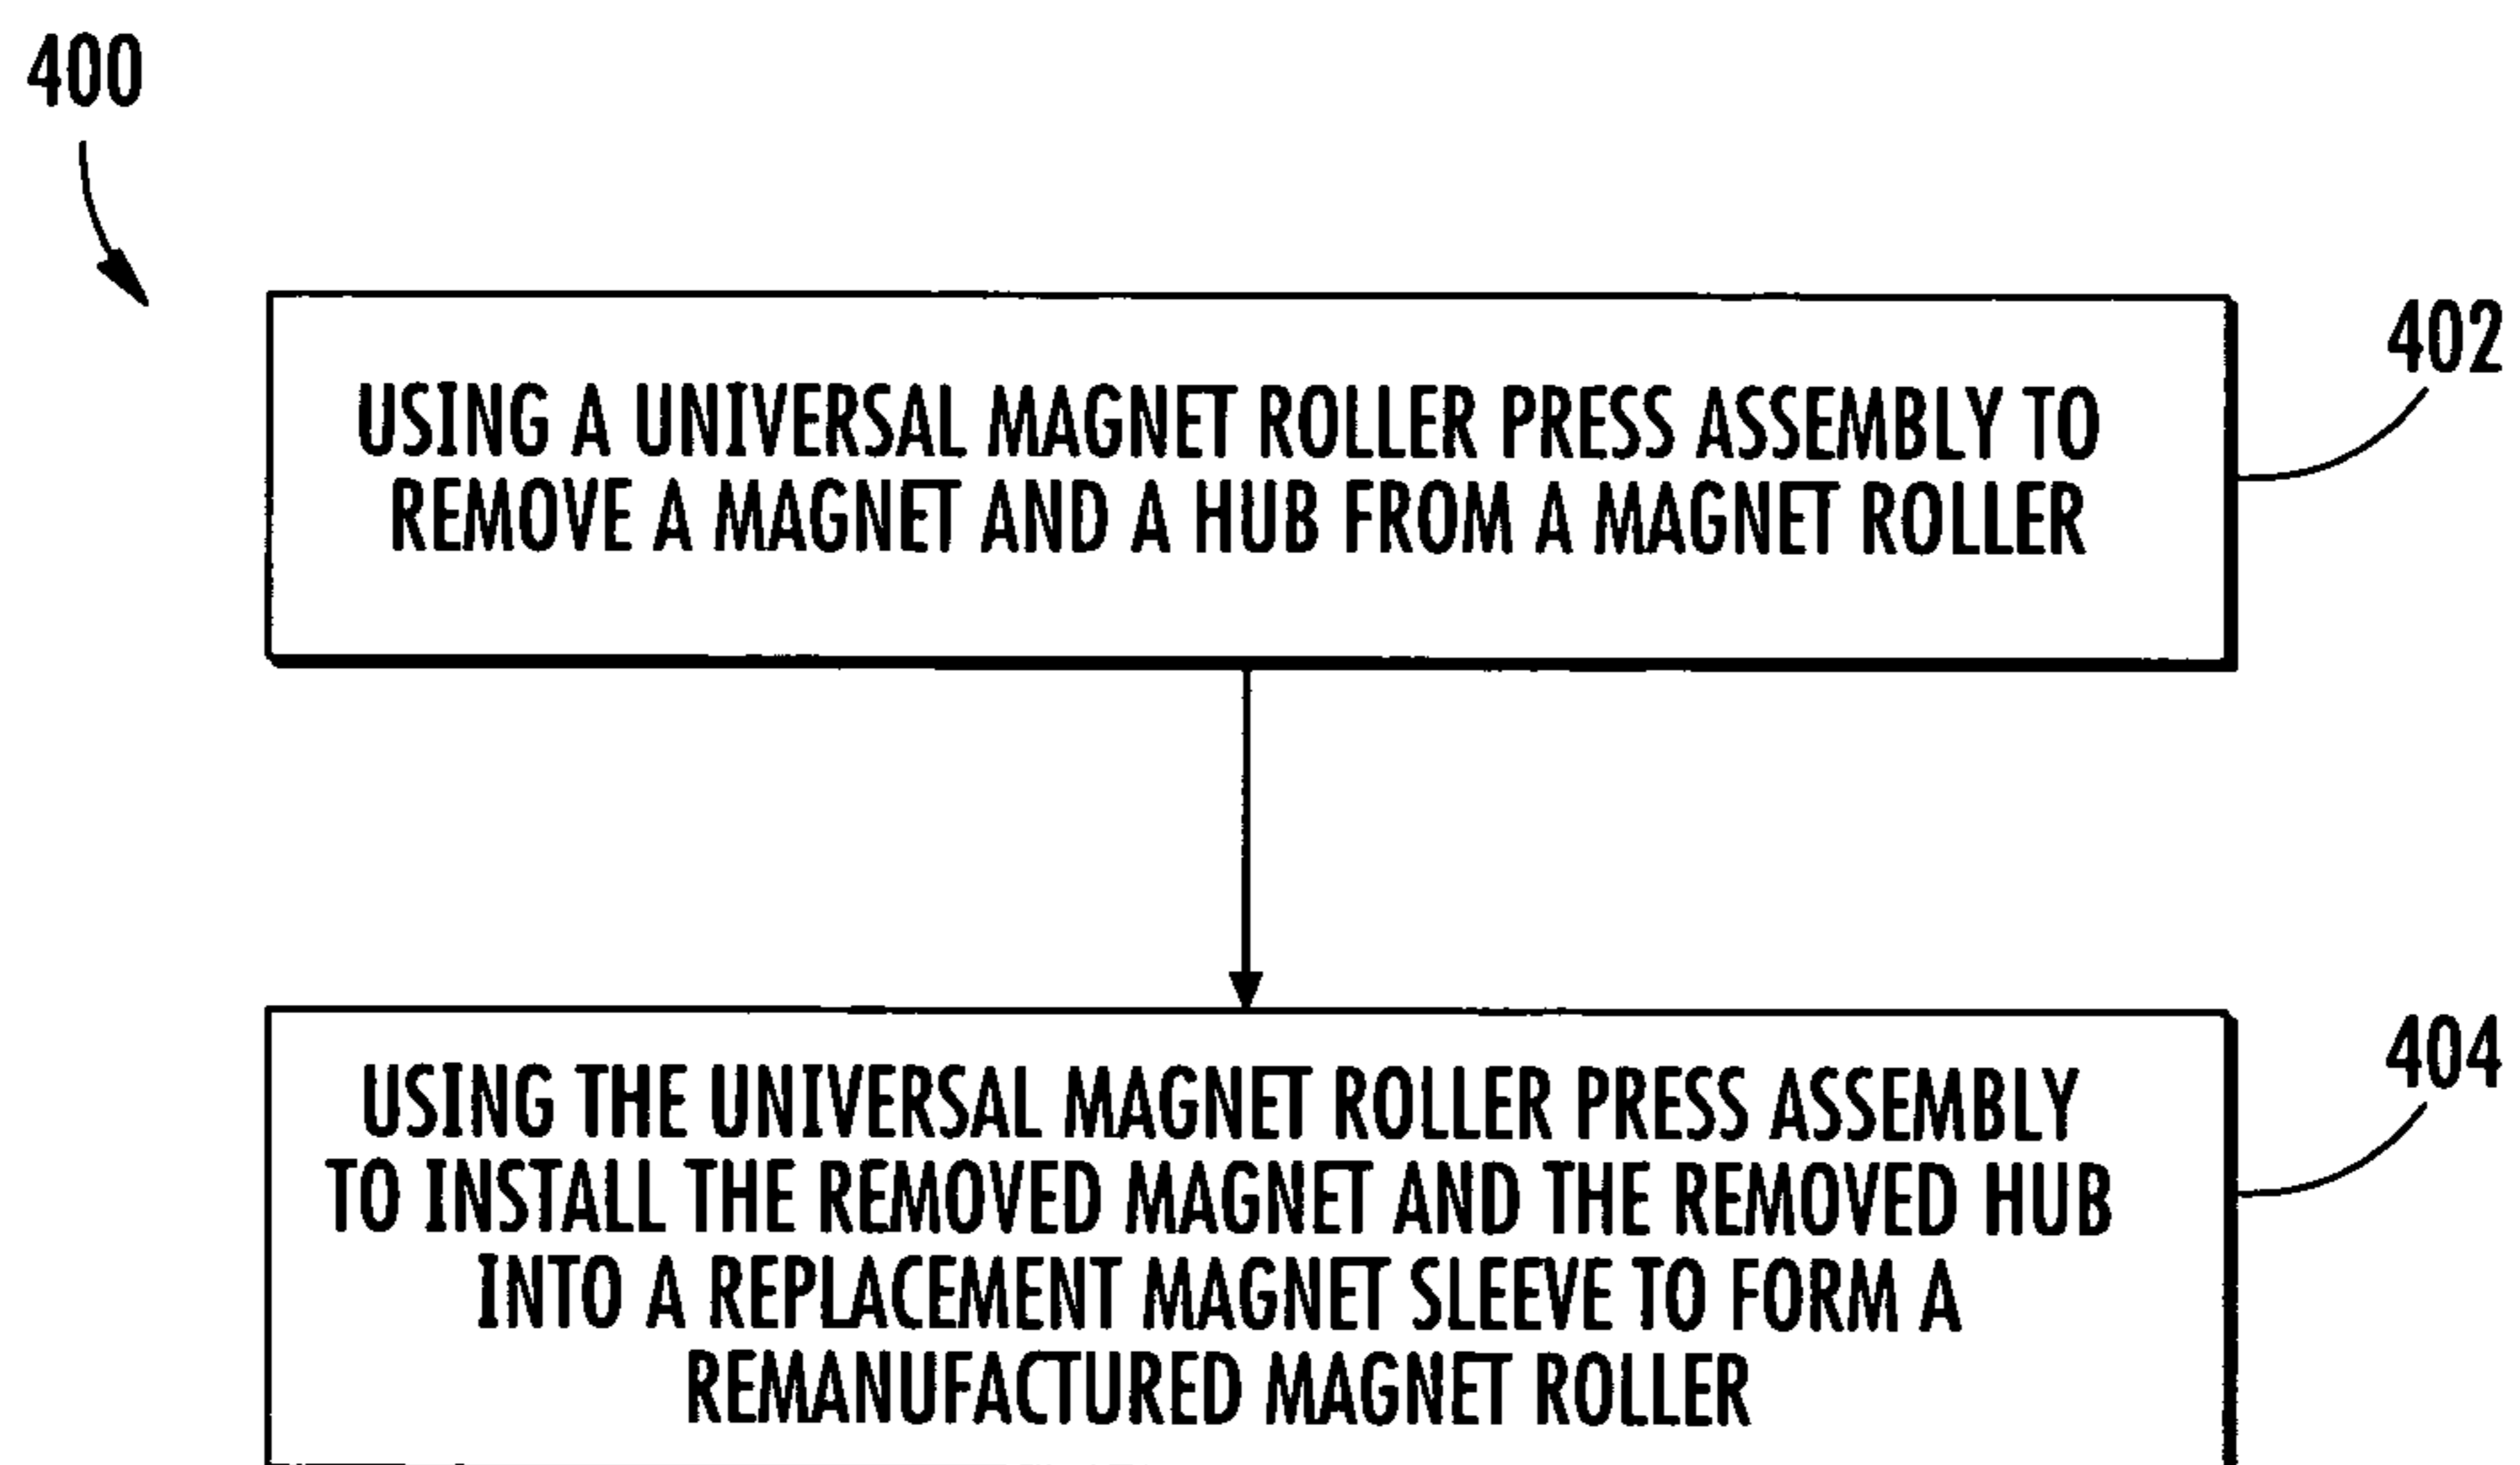 400
402
USING A UNIVERSAL MAGNET ROLLER PRESS ASSEMBLY TO
REMOVE A MAGNET AND A HUB FROM A MAGNET ROLLER
404
USING THE UNIVERSAL MAGNET ROLLER PRESS ASSEMBLY
TO INSTALL THE REMOVED MAGNET AND THE REMOVED HUB
INTO A REPLACEMENT MAGNET SLEEVE TO FORM A
REMANUFACTURED MAGNET ROLLER